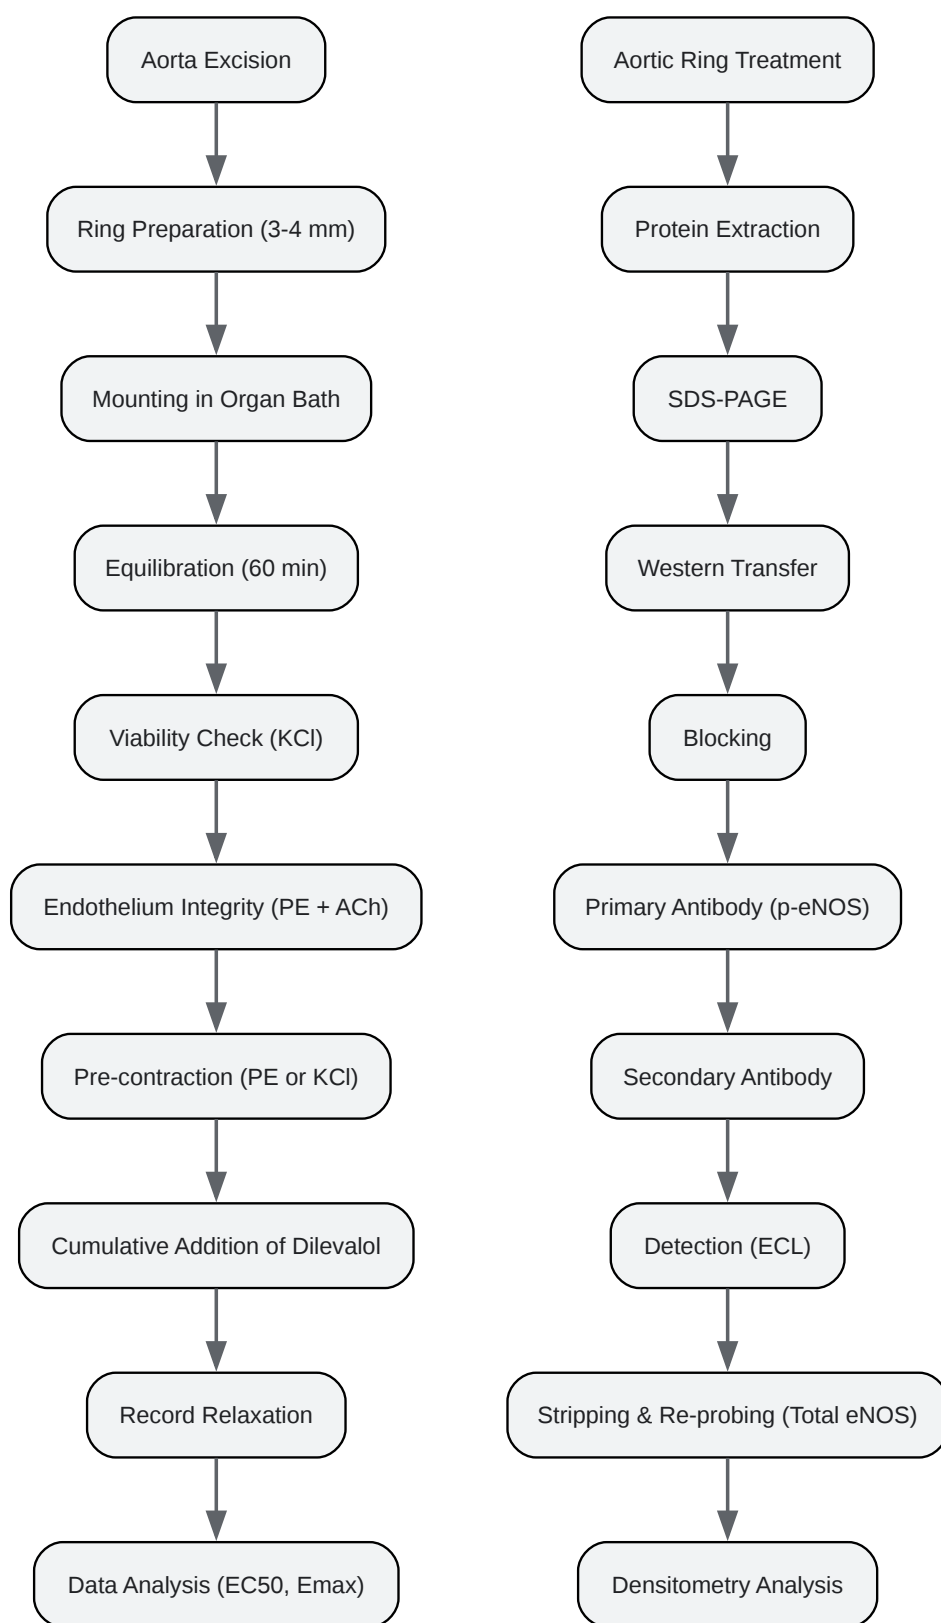 Aorta Excision
Ring Preparation (3-4 mm)
Mounting in Organ Bath
Equilibration (60 min)
Viability Check (KCl)
Endothelium Integrity (PE + ACh)
Pre-contraction (PE or KCl)
Cumulative Addition of Dilevalol
Record Relaxation
Data Analysis (EC50, Emax)
Aortic Ring Treatment
Protein Extraction
SDS-PAGE
Western Transfer
Blocking
Primary Antibody (p-eNOS)
Secondary Antibody
Detection (ECL)
Stripping & Re-probing (Total eNOS)
Densitometry Analysis